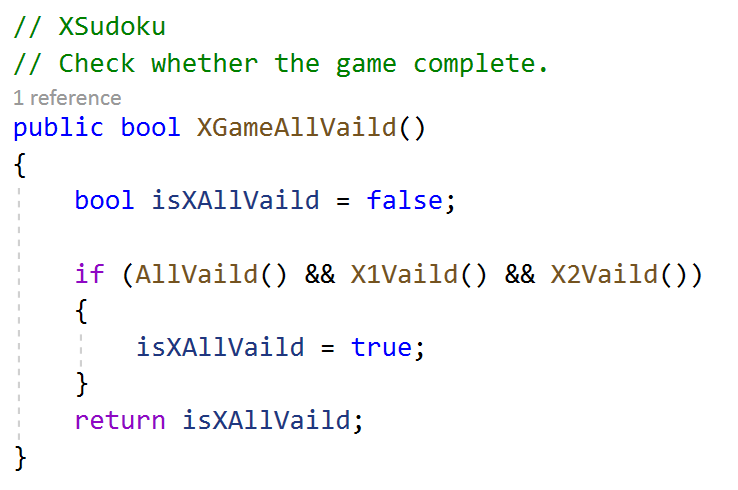 // XSudoku
// Check whether the game complete.
1 reference
public bool XGameAllVaild()
{
    bool isXAllVaild = false;

    if (AllVaild() && X1Vaild() && X2Vaild())
    {
        isXAllVaild = true;
    }
    return isXAllVaild;
}